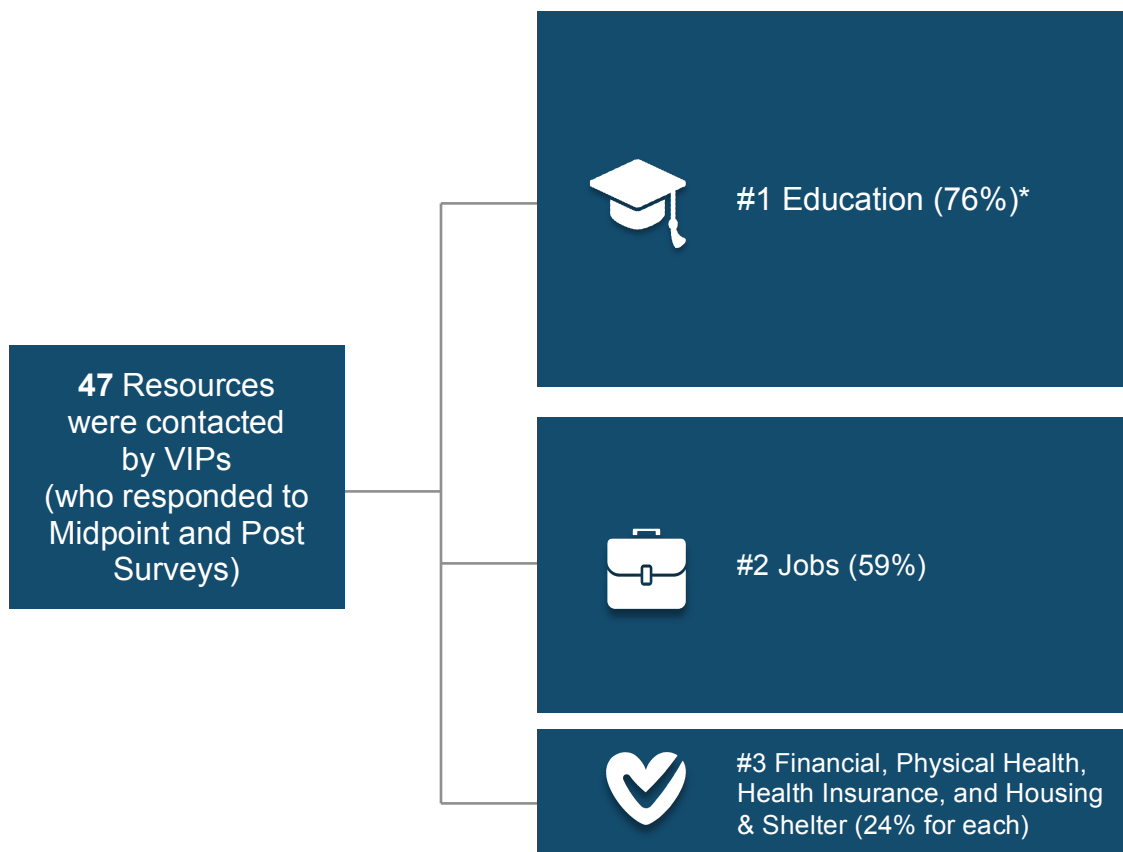 47 Resources
were contacted
by VIPs
(who responded to
Midpoint and Post
Surveys)
#1 Education (76%)*
#2 Jobs (59%)
#3 Financial, Physical Health,
Health Insurance, and Housing
& Shelter (24% for each)